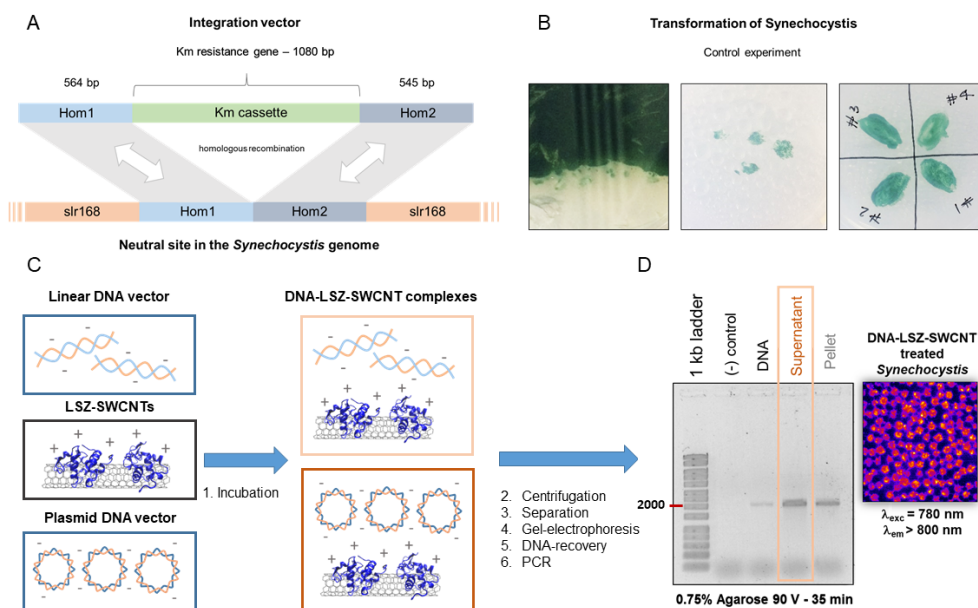 A
Integration vector
Km resistance gene – 1080 bp
564 bp
545 bp
Hom1
Km cassette
Hom2
homologous recombination
slr168
Hom1
Hom2
slr168
Neutral site in the Synechocystis genome
B
Transformation of Synechocystis
Control experiment
#3
#4
2#
1#
C
Linear DNA vector
LSZ-SWCNTs
Plasmid DNA vector
1. Incubation
DNA-LSZ-SWCNT complexes
2. Centrifugation
3. Separation
4. Gel-electrophoresis
5. DNA-recovery
6. PCR
D
1 kb ladder
(-) control
DNA
Supernatant
Pellet
2000
0.75% Agarose 90 V - 35 min
DNA-LSZ-SWCNT
treated
Synechocystis
λexc = 780 nm
λem > 800 nm